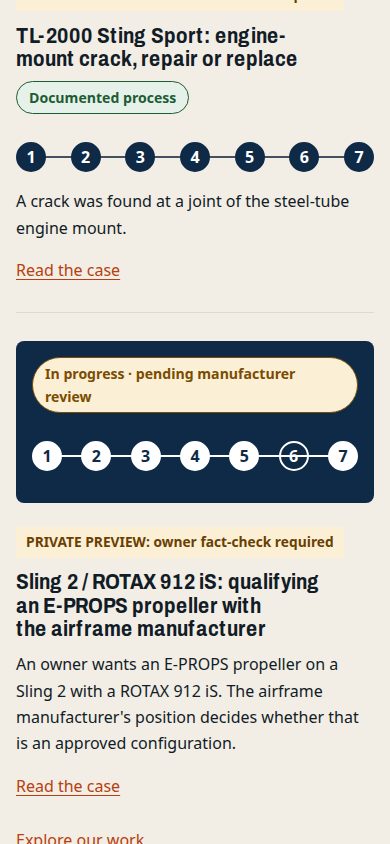 TL-2000 Sting Sport: engine-
mount crack, repair or replace
Documented process
1 2 3 4 5 6 7
A crack was found at a joint of the steel-tube
engine mount.
Read the case
In progress · pending manufacturer
review
1 2 3 4 5 6 7
PRIVATE PREVIEW: owner fact-check required
Sling 2 / ROTAX 912 iS: qualifying
an E-PROPS propeller with
the airframe manufacturer
An owner wants an E-PROPS propeller on a
Sling 2 with a ROTAX 912 iS. The airframe
manufacturer's position decides whether that
is an approved configuration.
Read the case
Explore our work